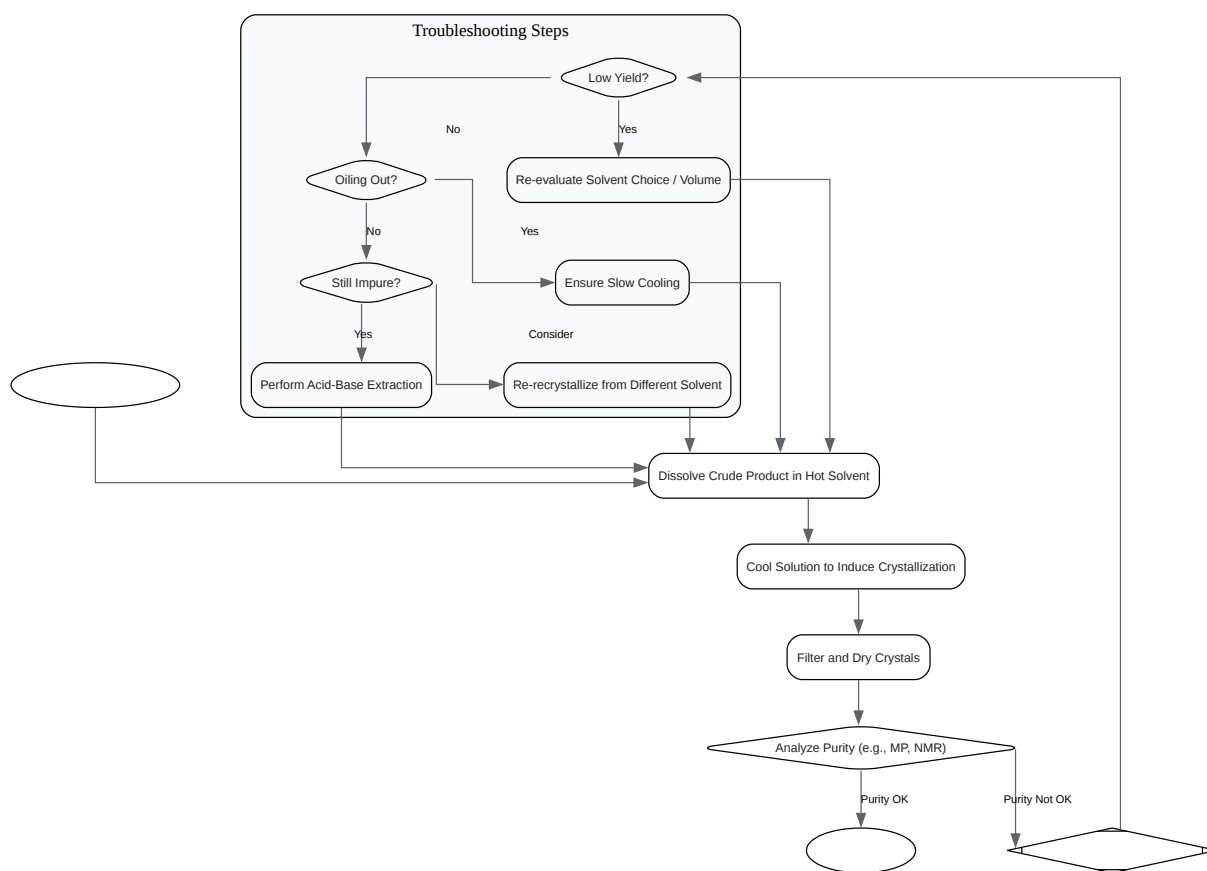 Troubleshooting Steps
Low Yield?
No
Yes
Oiling Out?
Re-evaluate Solvent Choice / Volume
No
Yes
Still Impure?
Ensure Slow Cooling
Yes
Consider
Perform Acid-Base Extraction
Re-recrystallize from Different Solvent
Dissolve Crude Product in Hot Solvent
Cool Solution to Induce Crystallization
Filter and Dry Crystals
Analyze Purity (e.g., MP, NMR)
Purity OK
Purity Not OK